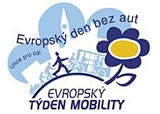 Evropský den bez aut
Ulice pro lidi
EVROPSKÝ
TÝDEN MOBILITY